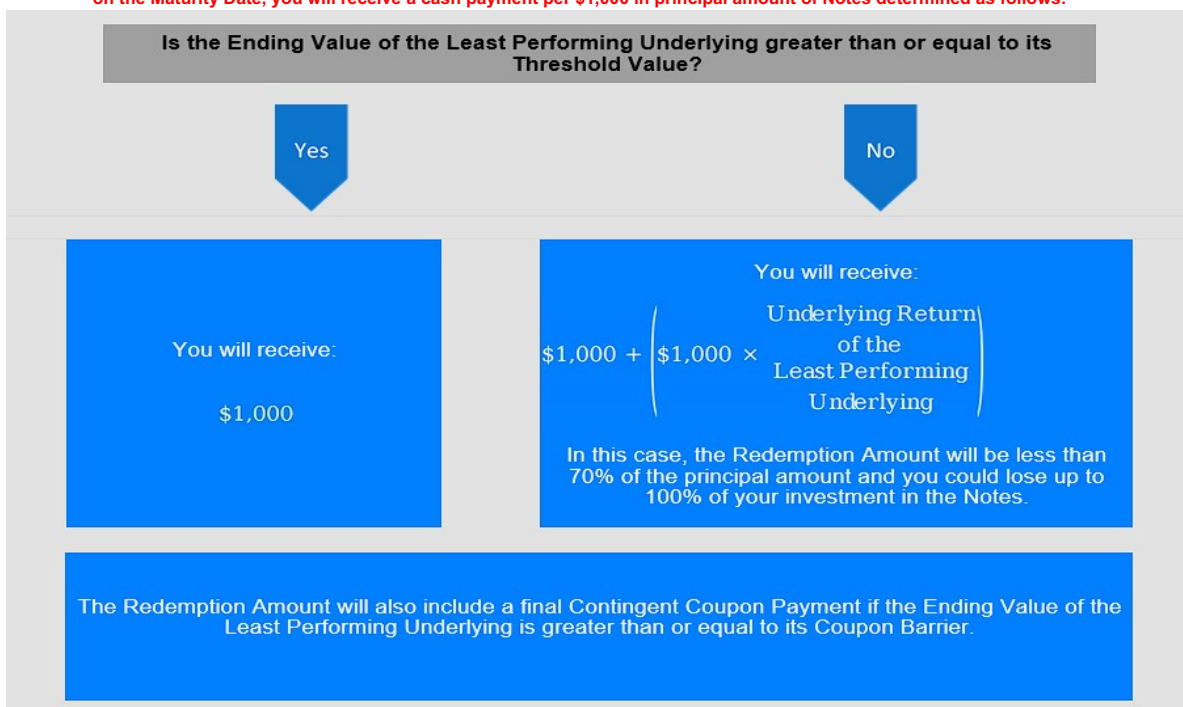 on the Maturity Date, you will receive a cash payment per $1,000 in principal amount of Notes determined as follows:
Is the Ending Value of the Least Performing Underlying greater than or equal to its
Threshold Value?
Yes
No
You will receive:
$1,000
You will receive:
$1,000 + ($1,000 × Underlying Return
of the
Least Performing
Underlying)
In this case, the Redemption Amount will be less than
70% of the principal amount and you could lose up to
100% of your investment in the Notes.
The Redemption Amount will also include a final Contingent Coupon Payment if the Ending Value of the
Least Performing Underlying is greater than or equal to its Coupon Barrier.